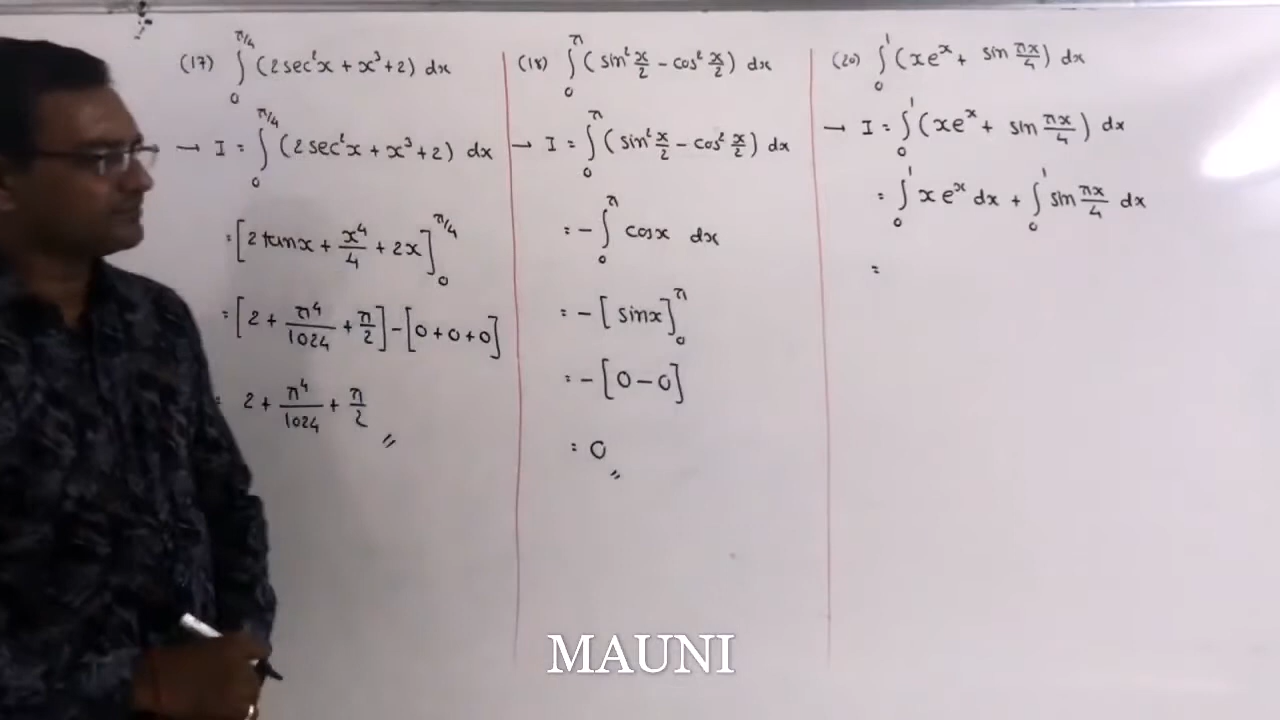 (17) ∫₀^(π/4) (2sec²x + x³ + 2) dx
→ I = ∫₀^(π/4) (2sec²x + x³ + 2) dx
= [2tanx + x⁴/4 + 2x]₀^(π/4)
= [2 + π⁴/1024 + π/2] - [0+0+0]
= 2 + π⁴/1024 + π/2 〃
(18) ∫₀^π (sin² x/2 - cos² x/2) dx
→ I = ∫₀^π (sin² x/2 - cos² x/2) dx
= - ∫₀^π cosx dx
= - [sinx]₀^π
= - [0-0]
= 0 〃
(20) ∫₀¹ (xeˣ + sin πx/4) dx
→ I = ∫₀¹ (xeˣ + sin πx/4) dx
= ∫₀¹ xeˣ dx + ∫₀¹ sin πx/4 dx
=
MAUNI